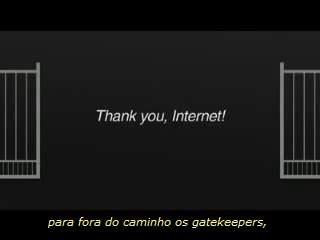 Thank you, Internet!
para fora do caminho os gatekeepers,